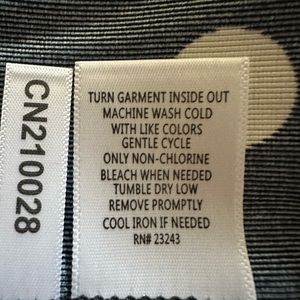 CN210028
TURN GARMENT INSIDE OUT
MACHINE WASH COLD
WITH LIKE COLORS
GENTLE CYCLE
ONLY NON-CHLORINE
BLEACH WHEN NEEDED
TUMBLE DRY LOW
REMOVE PROMPTLY
COOL IRON IF NEEDED
RN# 23243